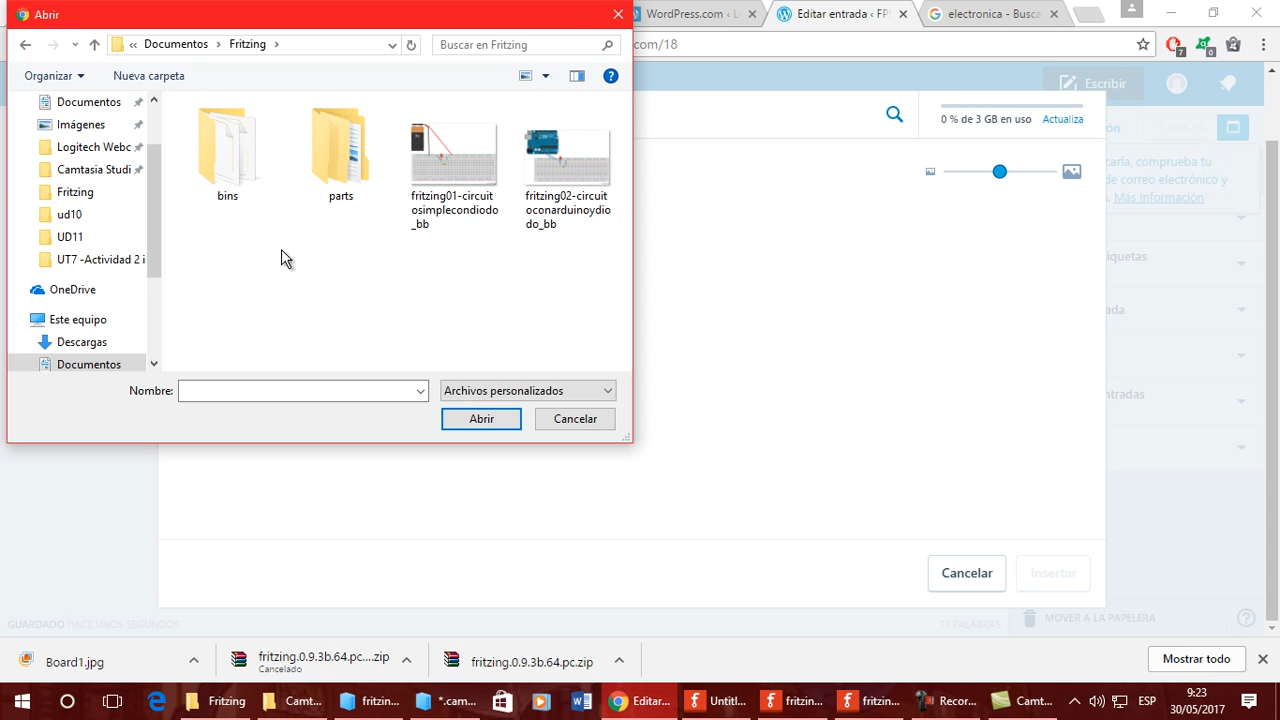 Abrir
WordPress.com ‹ L
Editar entrada ‹ FP
electronica - Busca
« Documentos › Fritzing ›
Buscar en Fritzing
com/18
7
0
Organizar
Nueva carpeta
Escribir
Documentos
Imágenes
Logitech Webc
Camtasia Studi
Fritzing
ud10
UD11
UT7 -Actividad 2 i
OneDrive
Este equipo
Descargas
Documentos
bins
parts
fritzing01-circuit
osimplecondiodo
_bb
fritzing02-circuit
oconarduinoydio
do_bb
0 % de 3 GB en uso
Actualiza
ón
carla, comprueba tu
de correo electrónico y
Más información
iquetas
ada
ntradas
Nombre:
Archivos personalizados
Abrir
Cancelar
Cancelar
Insertar
GUARDADO HACE UNOS SEGUNDOS
71 PALABRAS
MOVER A LA PAPELERA
Board1.jpg
fritzing.0.9.3b.64.pc....zip
Cancelado
fritzing.0.9.3b.64.pc.zip
Mostrar todo
Fritzing
Camt...
fritzin...
*.cam...
Editar...
Untitl...
fritzin...
fritzin...
Recor...
Camt...
ESP
9:23
30/05/2017